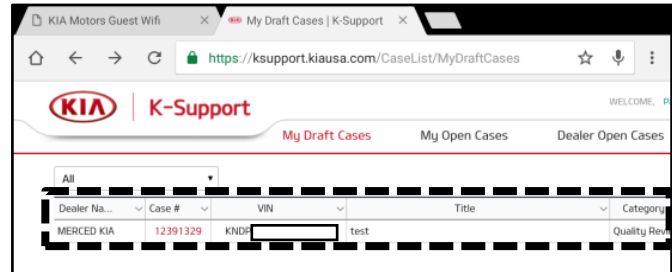 KIA Motors Guest Wifi My Draft Cases | K-Support
https://ksupport.kiausa.com/CaseList/MyDraftCases
KIA K-Support WELCOME,
My Draft Cases My Open Cases Dealer Open Cases
All
Dealer Na... Case # VIN Title Category
MERCED KIA 12391329 KNDP test Quality